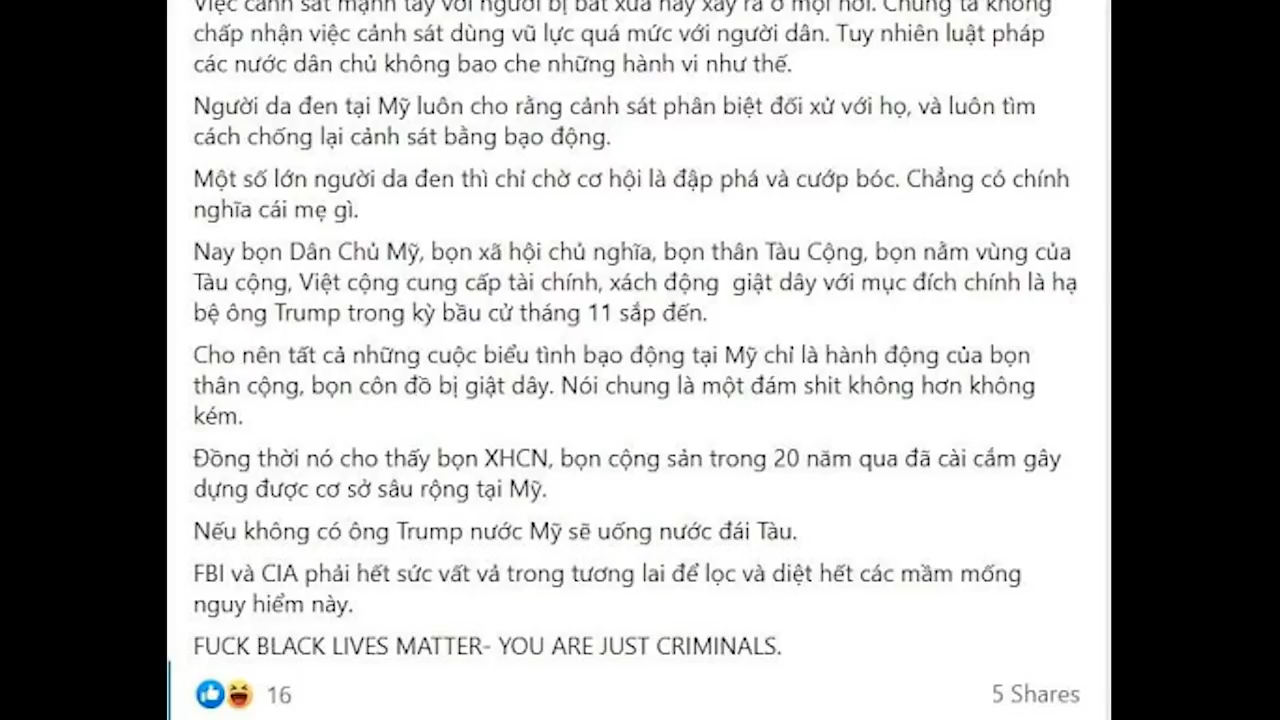 Việc cảnh sát mạnh tay với người bị bắt xưa nay xảy ra ở mọi nơi. Chúng ta không
chấp nhận việc cảnh sát dùng vũ lực quá mức với người dân. Tuy nhiên luật pháp
các nước dân chủ không bao che những hành vi như thế.
Người da đen tại Mỹ luôn cho rằng cảnh sát phân biệt đối xử với họ, và luôn tìm
cách chống lại cảnh sát bằng bạo động.
Một số lớn người da đen thì chỉ chờ cơ hội là đập phá và cướp bóc. Chẳng có chính
nghĩa cái mẹ gì.
Nay bọn Dân Chủ Mỹ, bọn xã hội chủ nghĩa, bọn thân Tàu Cộng, bọn nằm vùng của
Tàu cộng, Việt cộng cung cấp tài chính, xách động  giật dây với mục đích chính là hạ
bệ ông Trump trong kỳ bầu cử tháng 11 sắp đến.
Cho nên tất cả những cuộc biểu tình bạo động tại Mỹ chỉ là hành động của bọn
thân cộng, bọn côn đồ bị giật dây. Nói chung là một đám shit không hơn không
kém.
Đồng thời nó cho thấy bọn XHCN, bọn cộng sản trong 20 năm qua đã cài cắm gây
dựng được cơ sở sâu rộng tại Mỹ.
Nếu không có ông Trump nước Mỹ sẽ uống nước đái Tàu.
FBI và CIA phải hết sức vất vả trong tương lai để lọc và diệt hết các mầm mống
nguy hiểm này.
FUCK BLACK LIVES MATTER- YOU ARE JUST CRIMINALS.
16
5 Shares